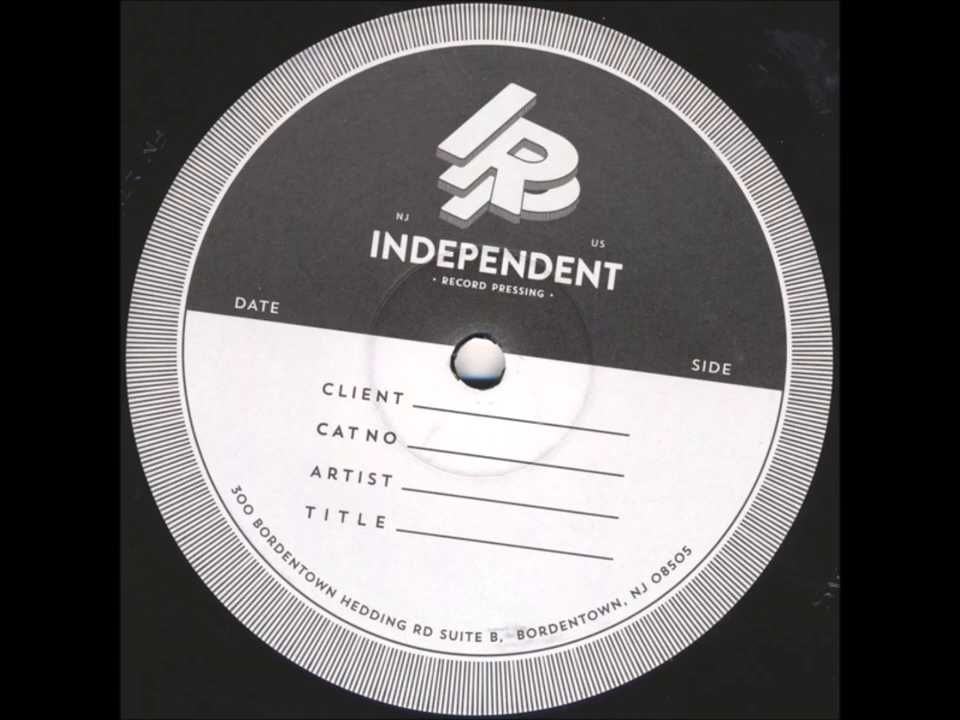 IRP
NJ
US
INDEPENDENT
· RECORD PRESSING ·
DATE
SIDE
CLIENT
CAT NO
ARTIST
TITLE
300 BORDENTOWN HEDDING RD SUITE B, BORDENTOWN, NJ 08505